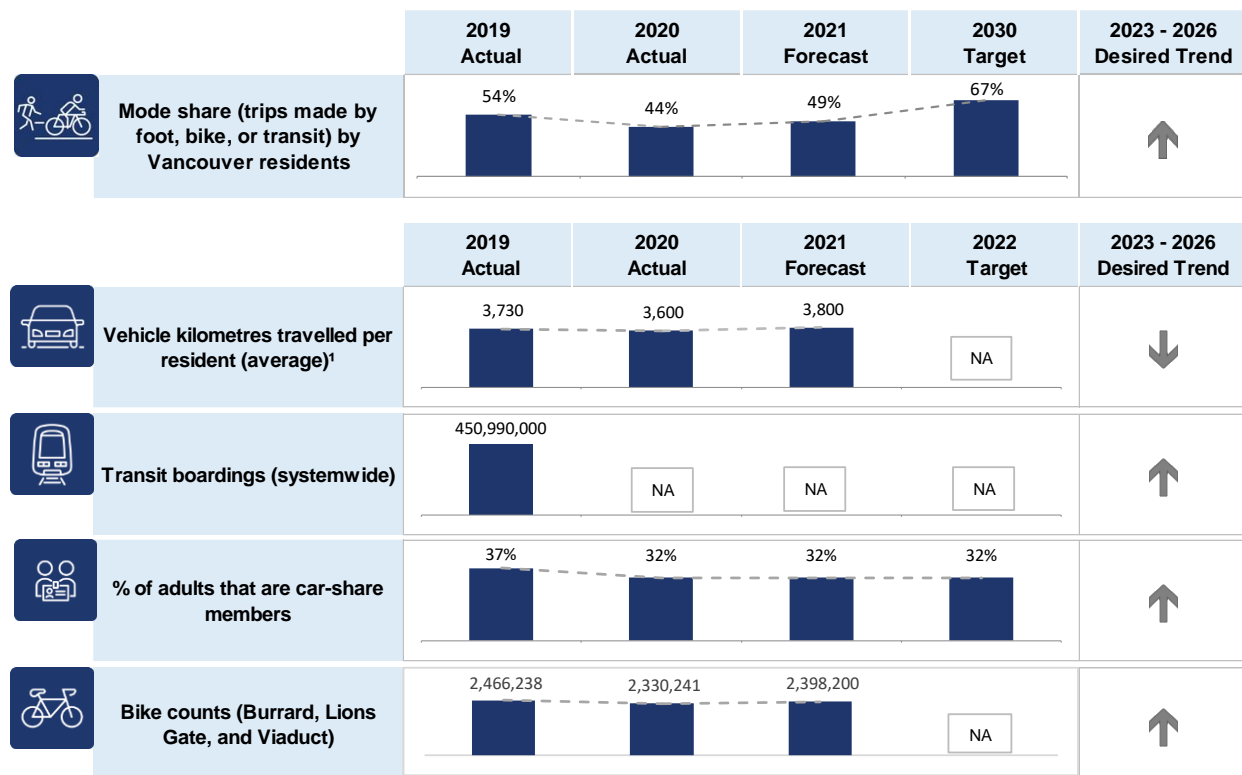 2019 Actual
2020 Actual
2021 Forecast
2030 Target
2023 - 2026 Desired Trend
Mode share (trips made by
foot, bike, or transit) by
Vancouver residents
54%
44%
49%
67%
2019 Actual
2020 Actual
2021 Forecast
2022 Target
2023 - 2026 Desired Trend
Vehicle kilometres travelled per
resident (average)¹
3,730
3,600
3,800
NA
Transit boardings (systemwide)
450,990,000
NA
NA
NA
% of adults that are car-share
members
37%
32%
32%
32%
Bike counts (Burrard, Lions
Gate, and Viaduct)
2,466,238
2,330,241
2,398,200
NA